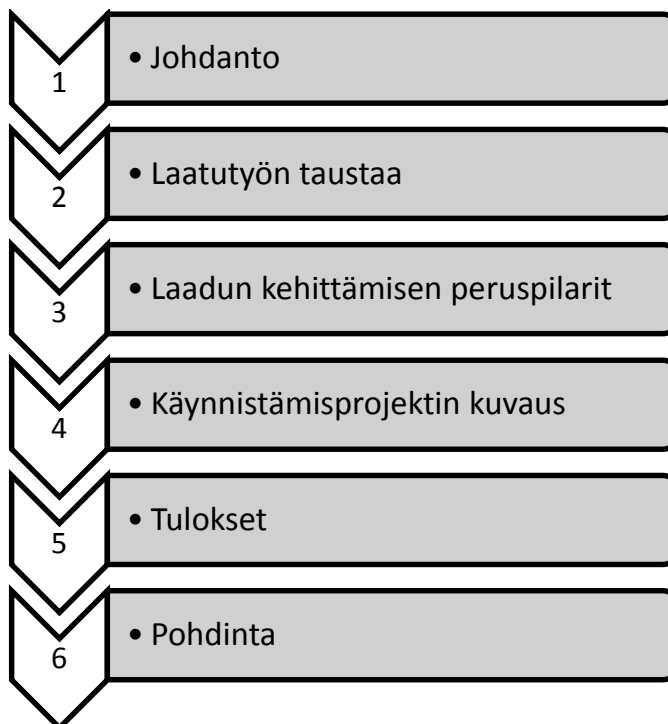 1
• Johdanto
2
• Laatutyön taustaa
3
• Laadun kehittämisen peruspilarit
4
• Käynnistämisprojektin kuvaus
5
• Tulokset
6
• Pohdinta